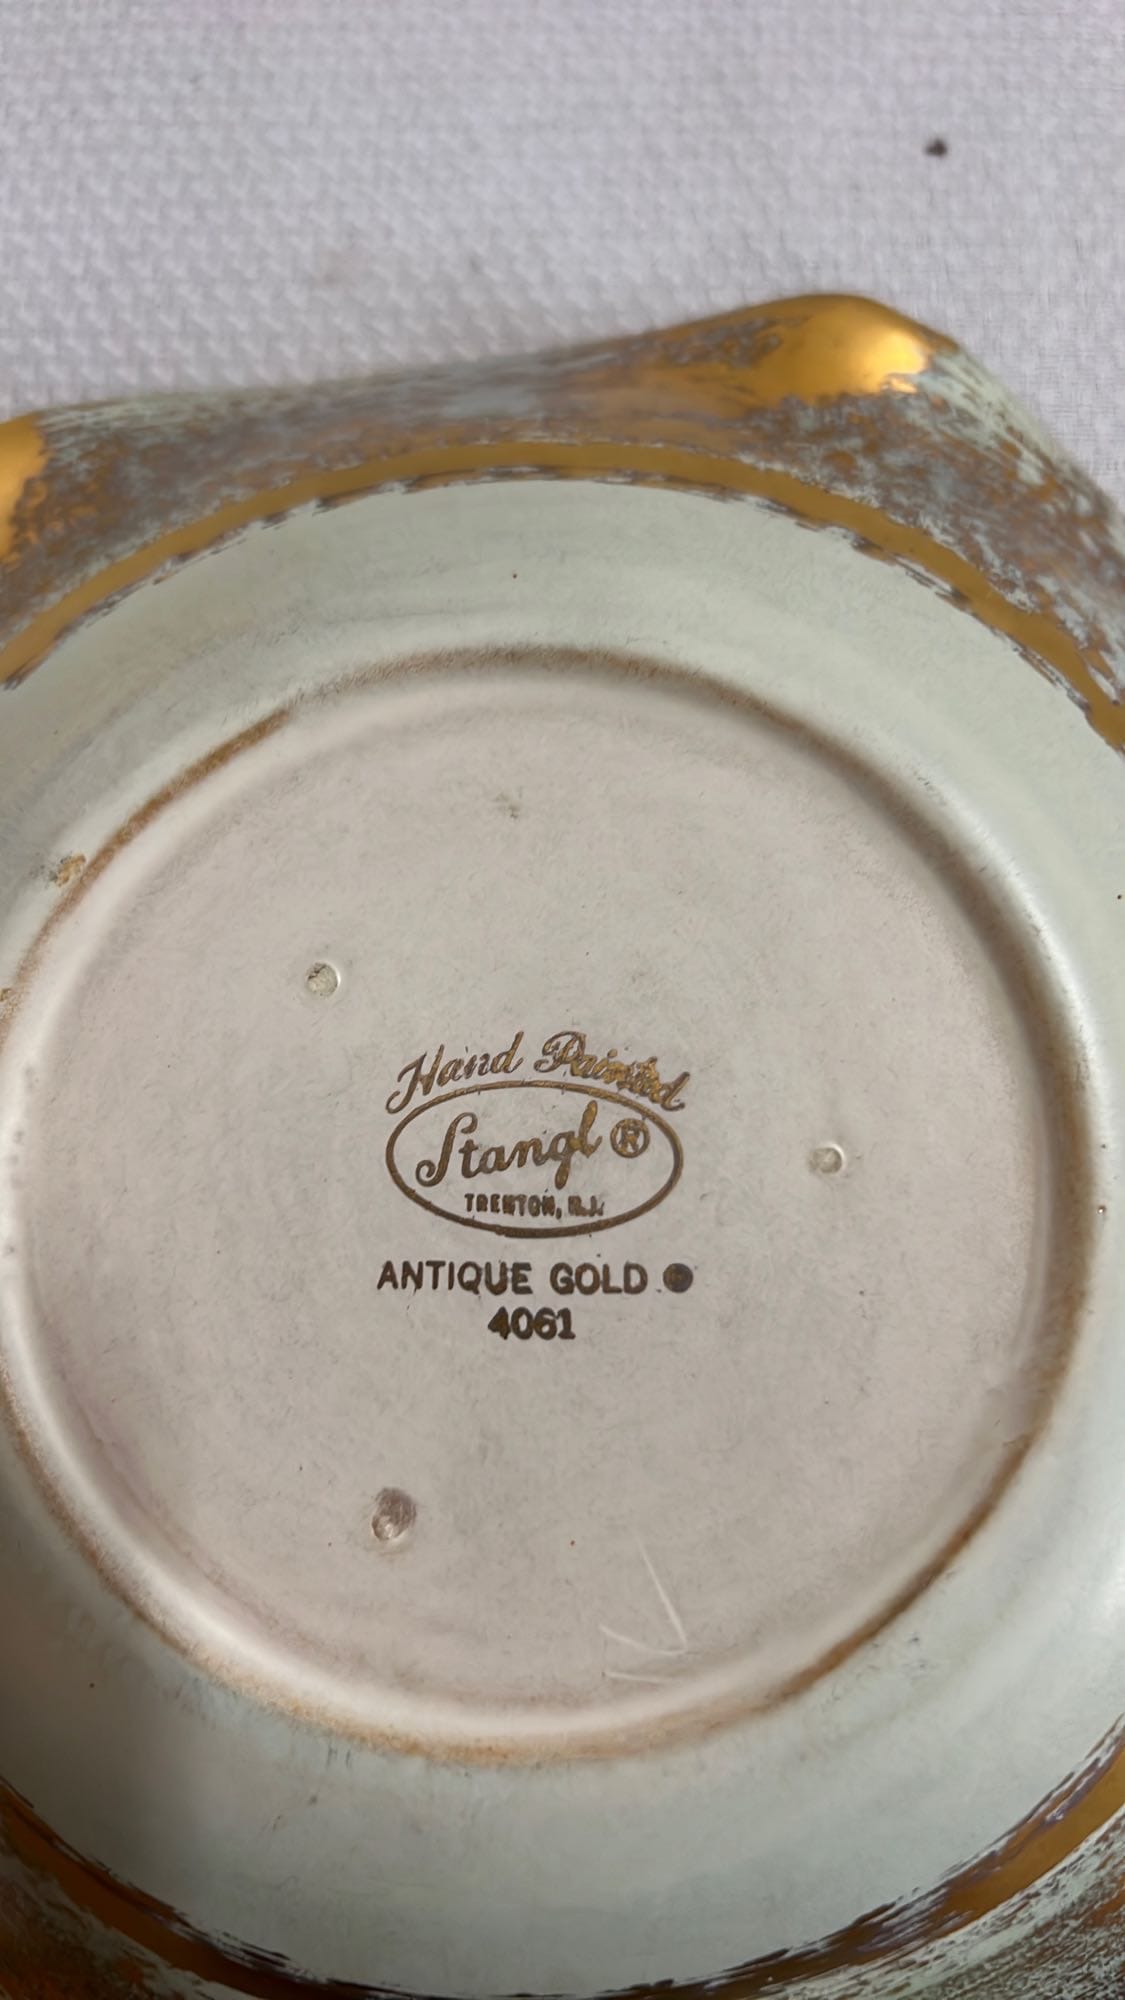 Hand Painted
Stangl ®
TRENTON, N.J.
ANTIQUE GOLD
4061